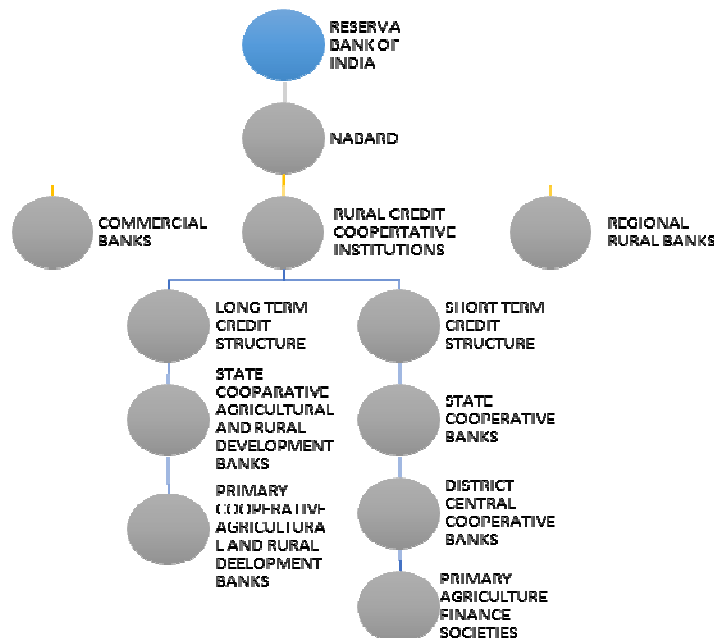 RESERVA
BANK OF
INDIA
NABARD
COMMERCIAL
BANKS
RURAL CREDIT
COOPERTATIVE
INSTITUTIONS
REGIONAL
RURAL BANKS
LONG TERM
CREDIT
STRUCTURE
SHORT TERM
CREDIT
STRUCTURE
STATE
COOPARATIVE
AGRICULTURAL
AND RURAL
DEVELOPMENT
BANKS
STATE
COOPERATIVE
BANKS
PRIMARY
COOPERATIVE
AGRICULTURA
L AND RURAL
DEELOPMENT
BANKS
DISTRICT
CENTRAL
COOPERATIVE
BANKS
PRIMARY
AGRICULTURE
FINANCE
SOCIETIES